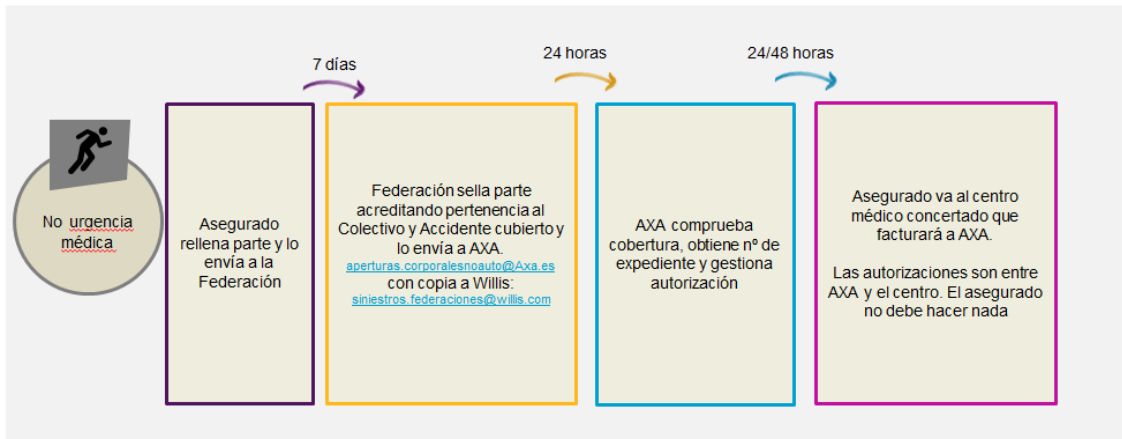 7 días
24 horas
24/48 horas
No urgencia
médica
Asegurado
rellena parte y lo
envía a la
Federación
Federación sella parte
acreditando pertenencia al
Colectivo y Accidente cubierto y
lo envía a AXA.
aperturas.corporalesnoauto@Axa.es
con copia a Willis:
siniestros.federaciones@willis.com
AXA comprueba
cobertura, obtiene nº de
expediente y gestiona
autorización
Asegurado va al centro
médico concertado que
facturará a AXA.
Las autorizaciones son entre
AXA y el centro. El asegurado
no debe hacer nada